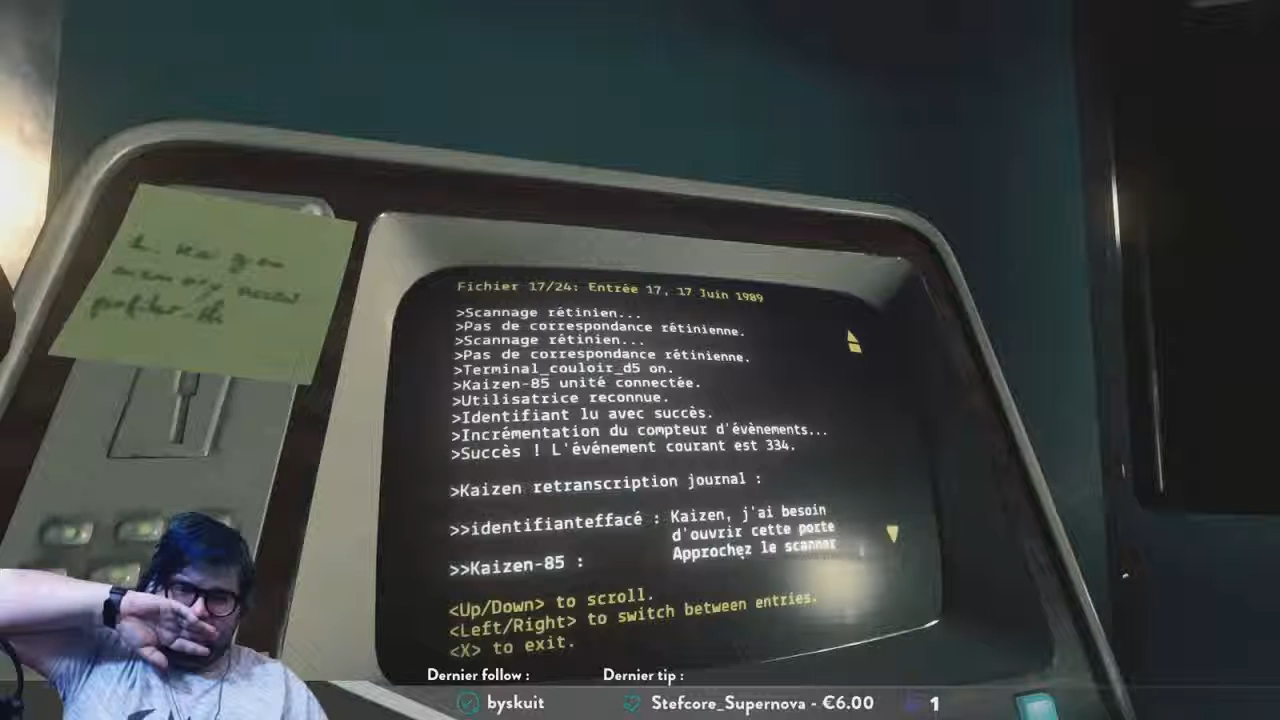 Fichier 17/24: Entrée 17, 17 Juin 1989
>Scannage rétinien...
>Pas de correspondance rétinienne.
>Scannage rétinien...
>Pas de correspondance rétinienne.
>Terminal_couloir_d5 on.
>Kaizen-85 unité connectée.
>Utilisatrice reconnue.
>Identifiant lu avec succès.
>Incrémentation du compteur d'évènements...
>Succès ! L'événement courant est 334.
>Kaizen retranscription journal :
>>identifianteffacé : Kaizen, j'ai besoin
d'ouvrir cette porte
>>Kaizen-85 : Approchez le scanner
<Up/Down> to scroll.
<Left/Right> to switch between entries.
<X> to exit.
Dernier follow : Dernier tip :
byskuit Stefcore_Supernova - €6.00 1